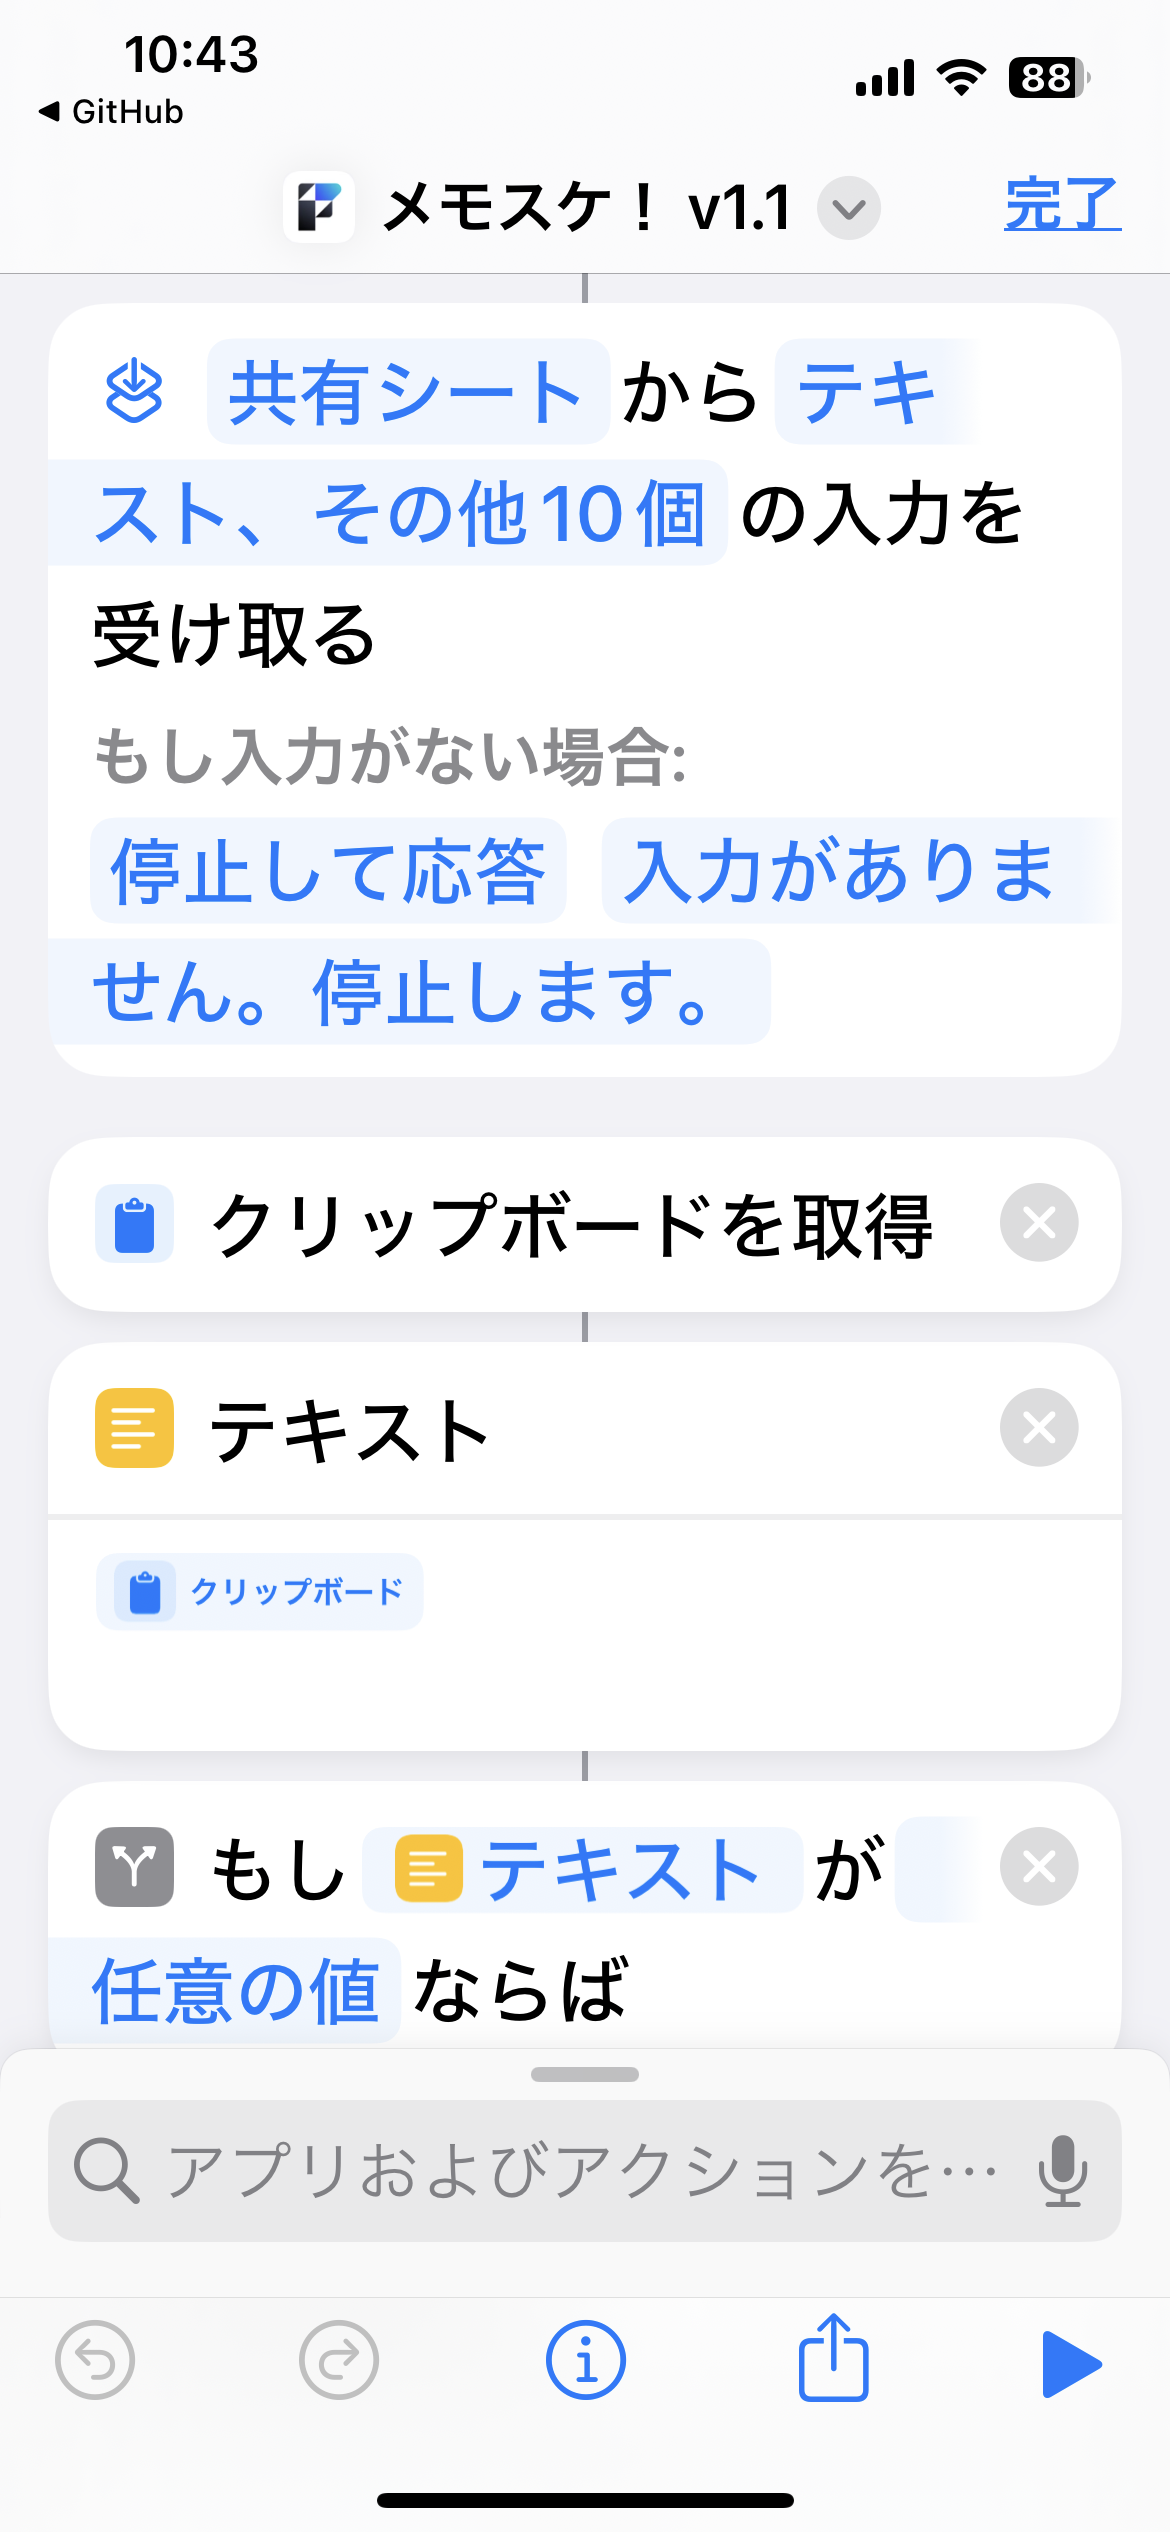 10:43
88
◀ GitHub
メモスケ！ v1.1
完了
共有シートからテキ
スト、その他10個の入力を
受け取る
もし入力がない場合:
停止して応答 入力がありま
せん。停止します。
クリップボードを取得
テキスト
クリップボード
もし テキスト が
任意の値 ならば
アプリおよびアクションを…